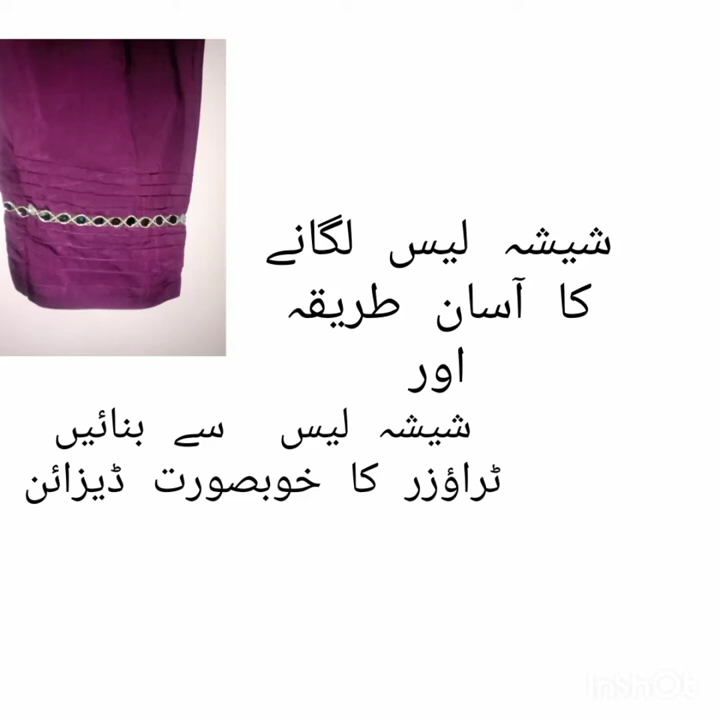 شیشہ لیس لگانے
کا آسان طریقہ
اور
شیشہ لیس سے بنائیں
ٹراؤزر کا خوبصورت ڈیزائن
InShOt